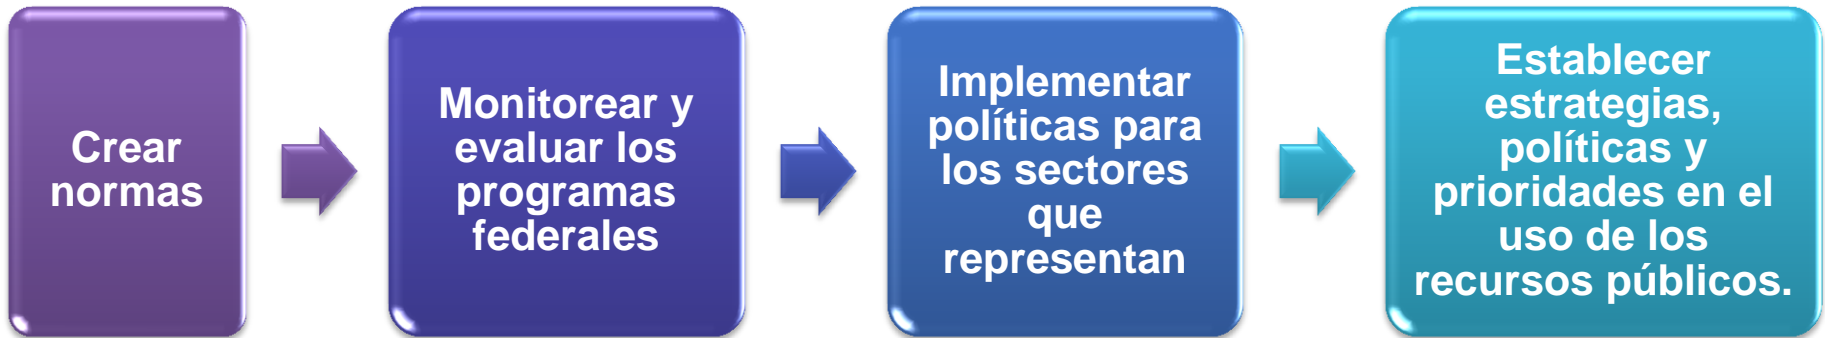 Crear
normas
Monitorear y
evaluar los
programas
federales
Implementar
políticas para
los sectores
que
representan
Establecer
estrategias,
políticas y
prioridades en el
uso de los
recursos públicos.